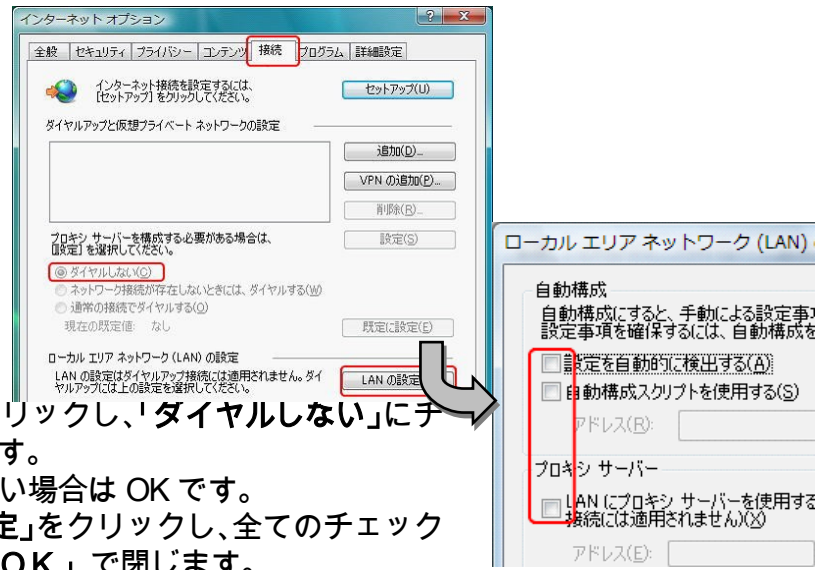 インターネット オプション
全般 セキュリティ プライバシー コンテンツ 接続 プログラム 詳細設定
インターネット接続を設定するには、
[セットアップ] をクリックしてください。
セットアップ(U)
ダイヤルアップと仮想プライベート ネットワークの設定
追加(D)...
VPN の追加(P)...
削除(R)...
プロキシ サーバーを構成する必要がある場合は、
[設定] を選択してください。
設定(S)
ダイヤルしない(C)
ネットワーク接続が存在しないときには、ダイヤルする(W)
通常の接続でダイヤルする(O)
現在の既定値: なし
既定に設定(E)
ローカル エリア ネットワーク (LAN) の設定
LAN の設定はダイヤルアップ接続には適用されません。ダイ
ヤルアップには上の設定を選択してください。
LAN の設定
リックし、「ダイヤルしない」にチ
す。
い場合は OK です。
定」をクリックし、全てのチェック
ＯＫ」で閉じます。
ローカル エリア ネットワーク (LAN)
自動構成
自動構成にすると、手動による設定事項
設定事項を確保するには、自動構成を
設定を自動的に検出する(A)
自動構成スクリプトを使用する(S)
アドレス(R):
プロキシ サーバー
LAN にプロキシ サーバーを使用する
接続には適用されません)(X)
アドレス(E):